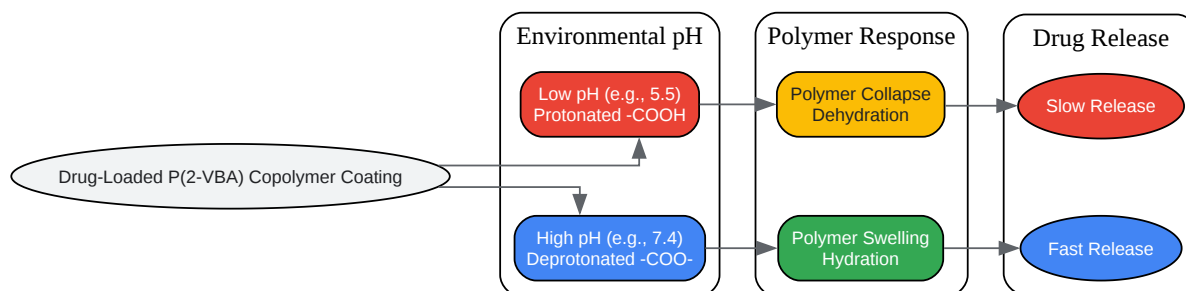 Environmental pH
Polymer Response
Drug Release
Low pH (e.g., 5.5)
Protonated -COOH
Polymer Collapse
Dehydration
Slow Release
Drug-Loaded P(2-VBA) Copolymer Coating
High pH (e.g., 7.4)
Deprotonated -COO-
Polymer Swelling
Hydration
Fast Release